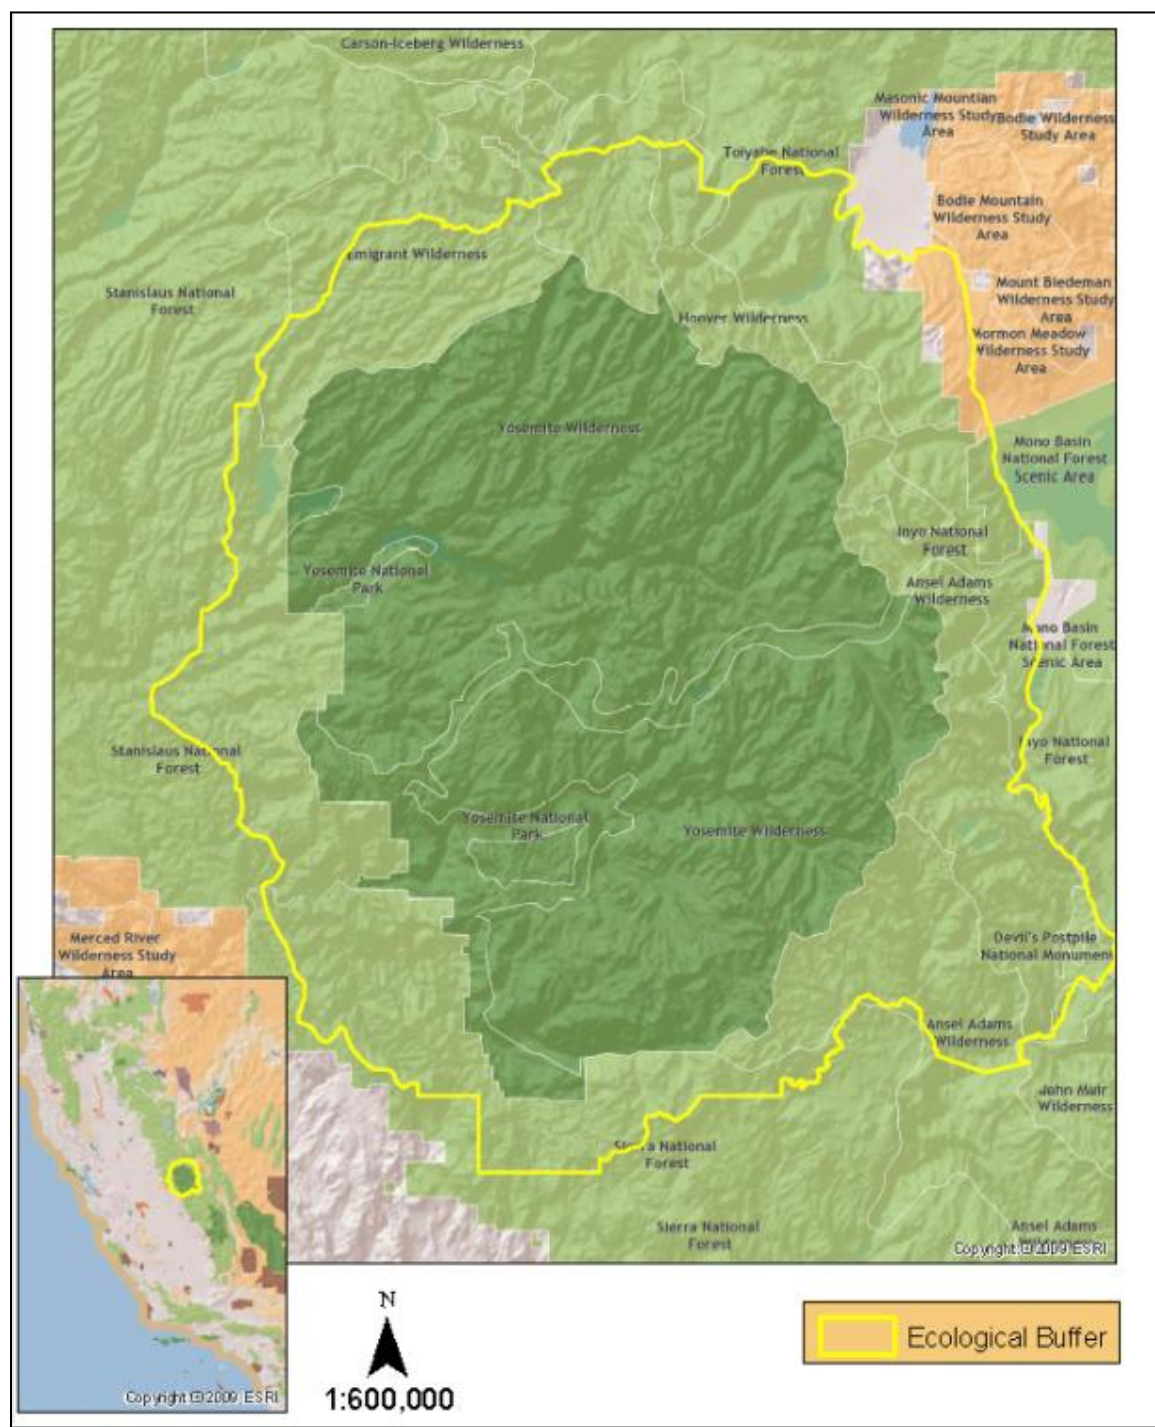 Carson-Iceberg Wilderness
Masonic Mountian
Wilderness Study
Area
Bodie Wilderness
Study Area
Toiyabe National
Forest
Bodie Mountain
Wilderness Study
Area
Emigrant Wilderness
Stanislaus National
Forest
Mount Biedeman
Wilderness Study
Area
Hoover Wilderness
Mormon Meadow
Wilderness Study
Area
Yosemite Wilderness
Mono Basin
National Forest
Scenic Area
Inyo National
Forest
Yosemite National
Park
Ansel Adams
Wilderness
Mono Basin
National Forest
Scenic Area
Stanislaus National
Forest
Inyo National
Forest
Yosemite National
Park
Yosemite Wilderness
Merced River
Wilderness Study
Area
Devil's Postpile
National Monument
Ansel Adams
Wilderness
John Muir
Wilderness
Sierra National
Forest
Sierra National
Forest
Ansel Adams
Wilderness
Copyright:© 2009 ESRI
N
1:600,000
Ecological Buffer
Copyright:© 2009 ESRI